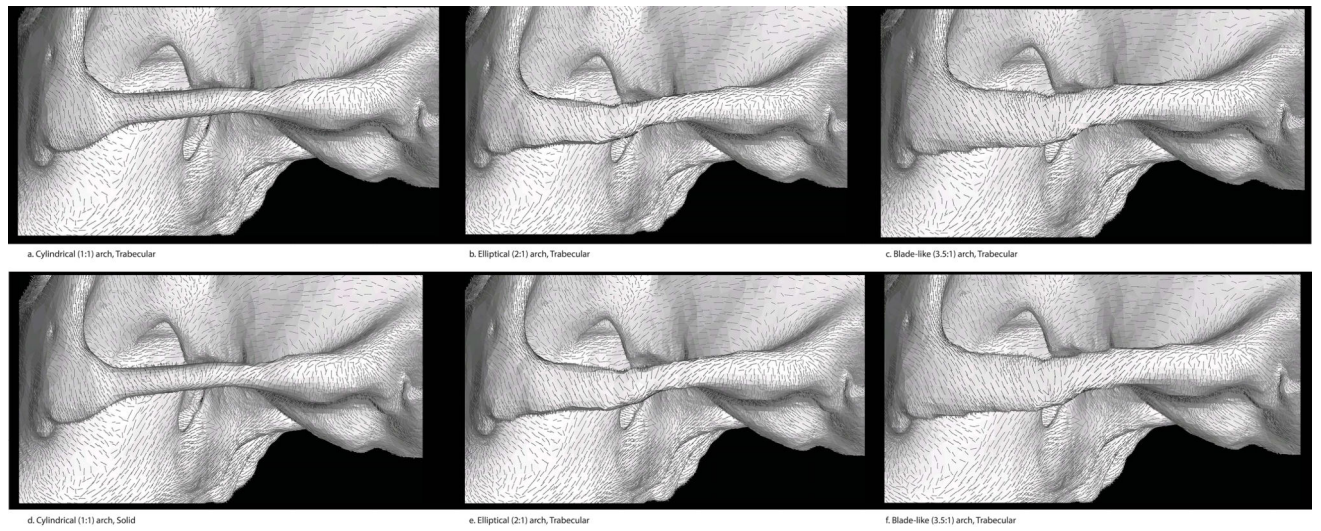 a. Cylindrical (1:1) arch, Trabecular
b. Elliptical (2:1) arch, Trabecular
c. Blade-like (3.5:1) arch, Trabecular
d. Cylindrical (1:1) arch, Solid
e. Elliptical (2:1) arch, Trabecular
f. Blade-like (3.5:1) arch, Trabecular